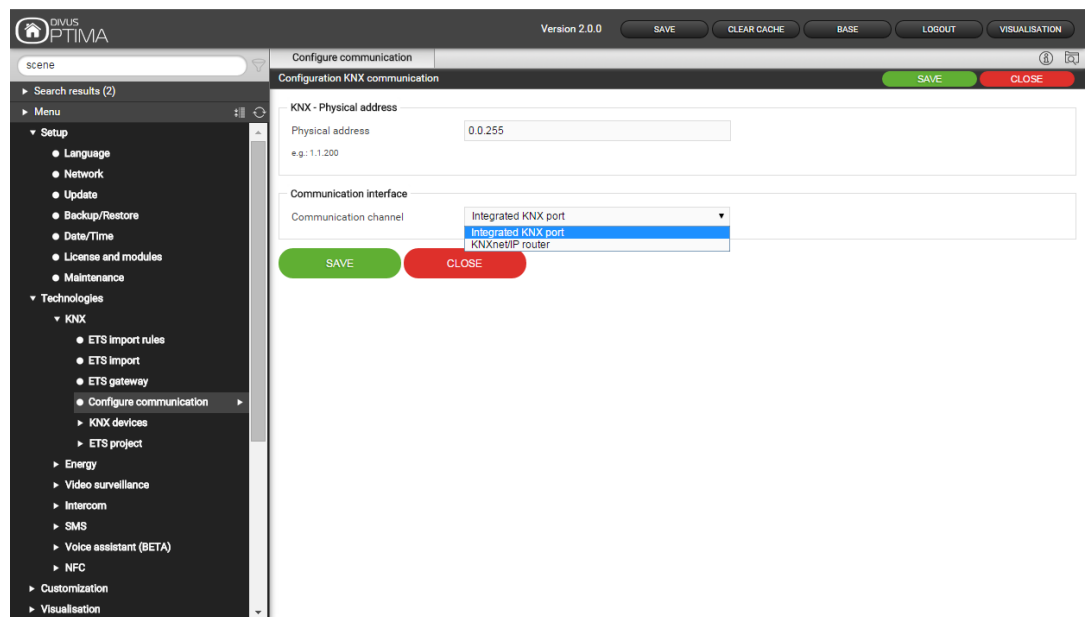 DIVUS
OPTIMA
Version 2.0.0
SAVE
CLEAR CACHE
BASE
LOGOUT
VISUALISATION
scene
Search results (2)
Menu
Setup
Language
Network
Update
Backup/Restore
Date/Time
License and modules
Maintenance
Technologies
KNX
ETS import rules
ETS import
ETS gateway
Configure communication
KNX devices
ETS project
Energy
Video surveillance
Intercom
SMS
Voice assistant (BETA)
NFC
Customization
Visualisation
Configure communication
Configuration KNX communication
SAVE
CLOSE
KNX - Physical address
Physical address 0.0.255
e.g.: 1.1.200
Communication interface
Communication channel Integrated KNX port
Integrated KNX port
KNXnet/IP router
SAVE
CLOSE